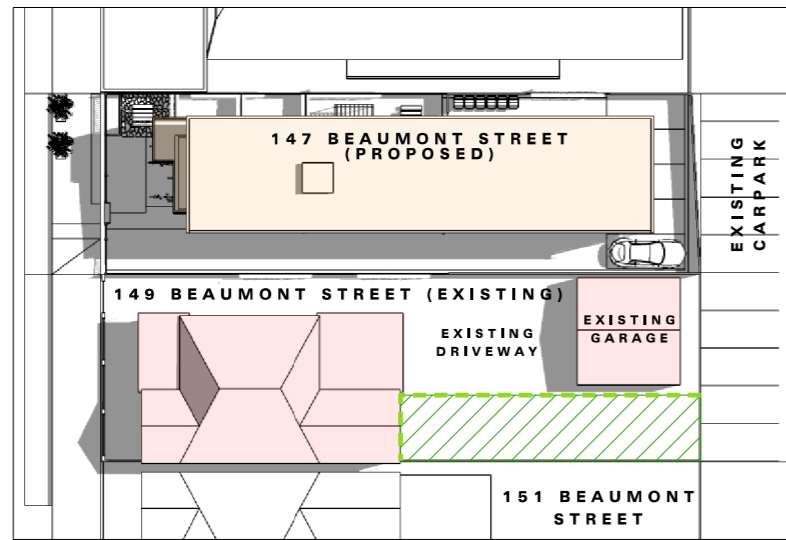 147 BEAUMONT STREET
(PROPOSED)
EXISTING
CARPARK
149 BEAUMONT STREET (EXISTING)
EXISTING
DRIVEWAY
EXISTING
GARAGE
151 BEAUMONT
STREET